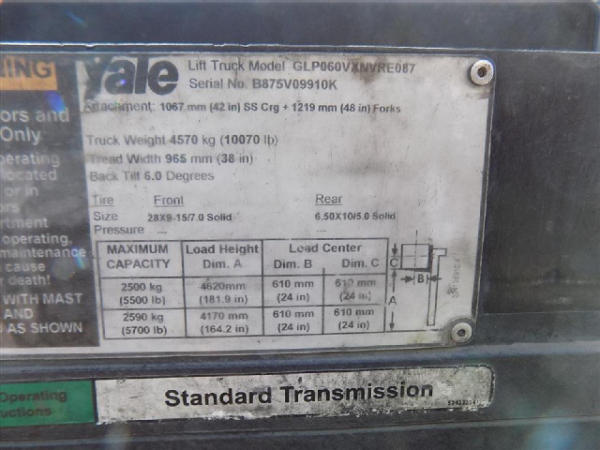 NING
ors and
Only
perating
located
or in
ors
artment
operating.
maintenance
cause
r death!
WITH MAST
AND
D AS SHOWN
Yale
Lift Truck Model GLP060VXNVRE087
Serial No. B875V09910K
Attachment: 1067 mm (42 in) SS Crg + 1219 mm (48 in) Forks
Truck Weight 4570 kg (10070 lb)
Tread Width 965 mm (38 in)
Back Tilt 6.0 Degrees
Tire Front Rear
Size 28X9-15/7.0 Solid 6.50X10/5.0 Solid
Pressure --- ---
MAXIMUM CAPACITY Load Height Dim. A Load Center Dim. B Dim. C
2500 kg 4620mm 610 mm 610 mm
(5500 lb) (181.9 in) (24 in) (24 in)
2590 kg 4170 mm 610 mm 610 mm
(5700 lb) (164.2 in) (24 in) (24 in)
C
B
A
Operating
uctions
Standard Transmission